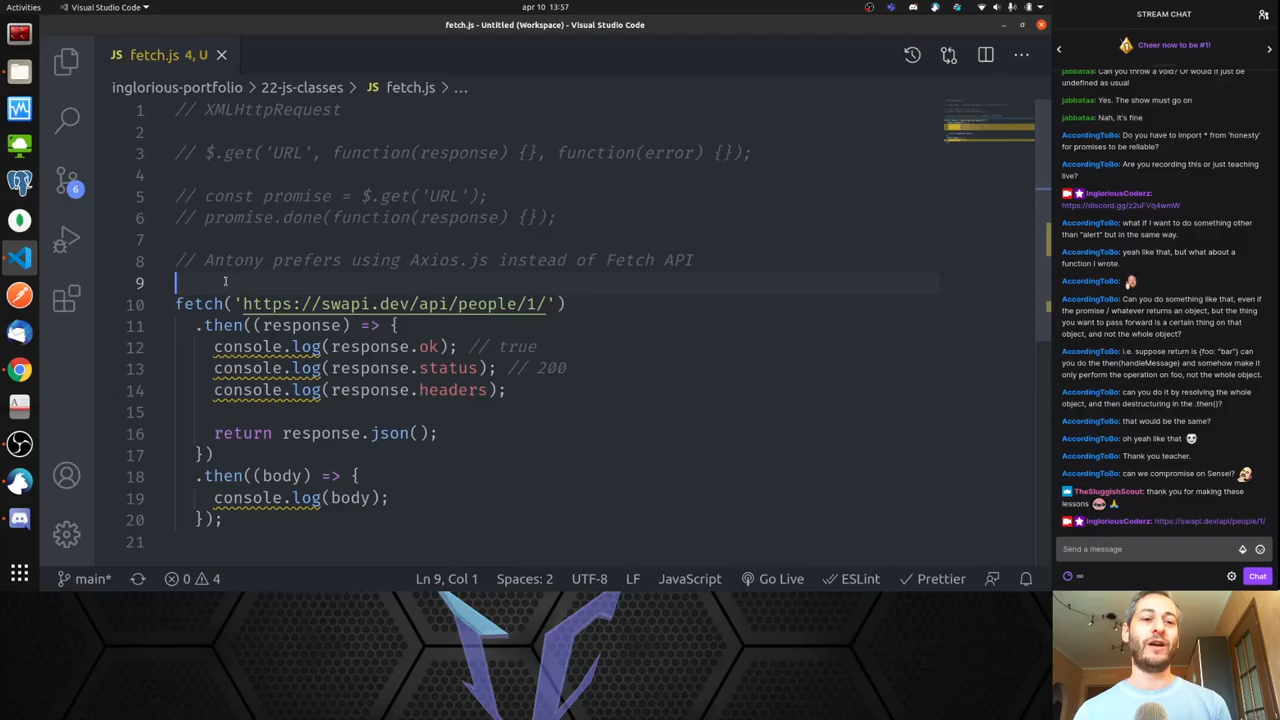 Activities
Visual Studio Code
apr 10 13:57
fetch.js - Untitled (Workspace) - Visual Studio Code
JS fetch.js 4, U
inglorious-portfolio > 22-js-classes > JS fetch.js > ...
1 // XMLHttpRequest
2
3 // $.get('URL', function(response) {}, function(error) {});
4
5 // const promise = $.get('URL');
6 // promise.done(function(response) {});
7
8 // Antony prefers using axios.js instead of Fetch API
9
10 fetch('https://swapi.dev/api/people/1/')
11 .then((response) => {
12 console.log(response.ok); // true
13 console.log(response.status); // 200
14 console.log(response.headers);
15
16 return response.json();
17 })
18 .then((body) => {
19 console.log(body);
20 });
21
6
main*
0
4
Ln 9, Col 1
Spaces: 2
UTF-8
LF
JavaScript
Go Live
ESLint
Prettier
STREAM CHAT
1
Cheer now to be #1!
jabbataa: Can you throw a void? Or would it just be
undefined as usual
jabbataa: Yes. The show must go on
jabbataa: Nah, it's fine
AccordingToBo: Do you have to import * from 'honesty'
for promises to be reliable?
AccordingToBo: Are you recording this or just teaching
live?
IngloriousCoderz:
https://discord.gg/z2uFVq4wmW
AccordingToBo: what if I want to do something other
than "alert" but in the same way.
AccordingToBo: yeah like that, but what about a
function I wrote.
AccordingToBo:
AccordingToBo: Can you do something like that, even if
the promise / whatever returns an object, but the thing
you want to pass forward is a certain thing on that
object, and not the whole object?
AccordingToBo: i.e. suppose return is {foo: "bar"} can
you do the then(handleMessage) and somehow make it
only perform the operation on foo, not the whole object.
AccordingToBo: can you do it by resolving the whole
object, and then destructuring in the .then()?
AccordingToBo: that would be the same?
AccordingToBo: oh yeah like that
AccordingToBo: Thank you teacher.
AccordingToBo: can we compromise on Sensei?
TheSluggishScout: thank you for making these
lessons
IngloriousCoderz: https://swapi.dev/api/people/1/
Send a message
∞
Chat